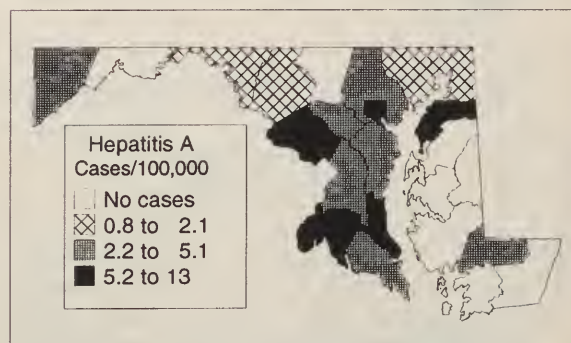 Hepatitis A
Cases/100,000
No cases
0.8 to 2.1
2.2 to 5.1
5.2 to 13